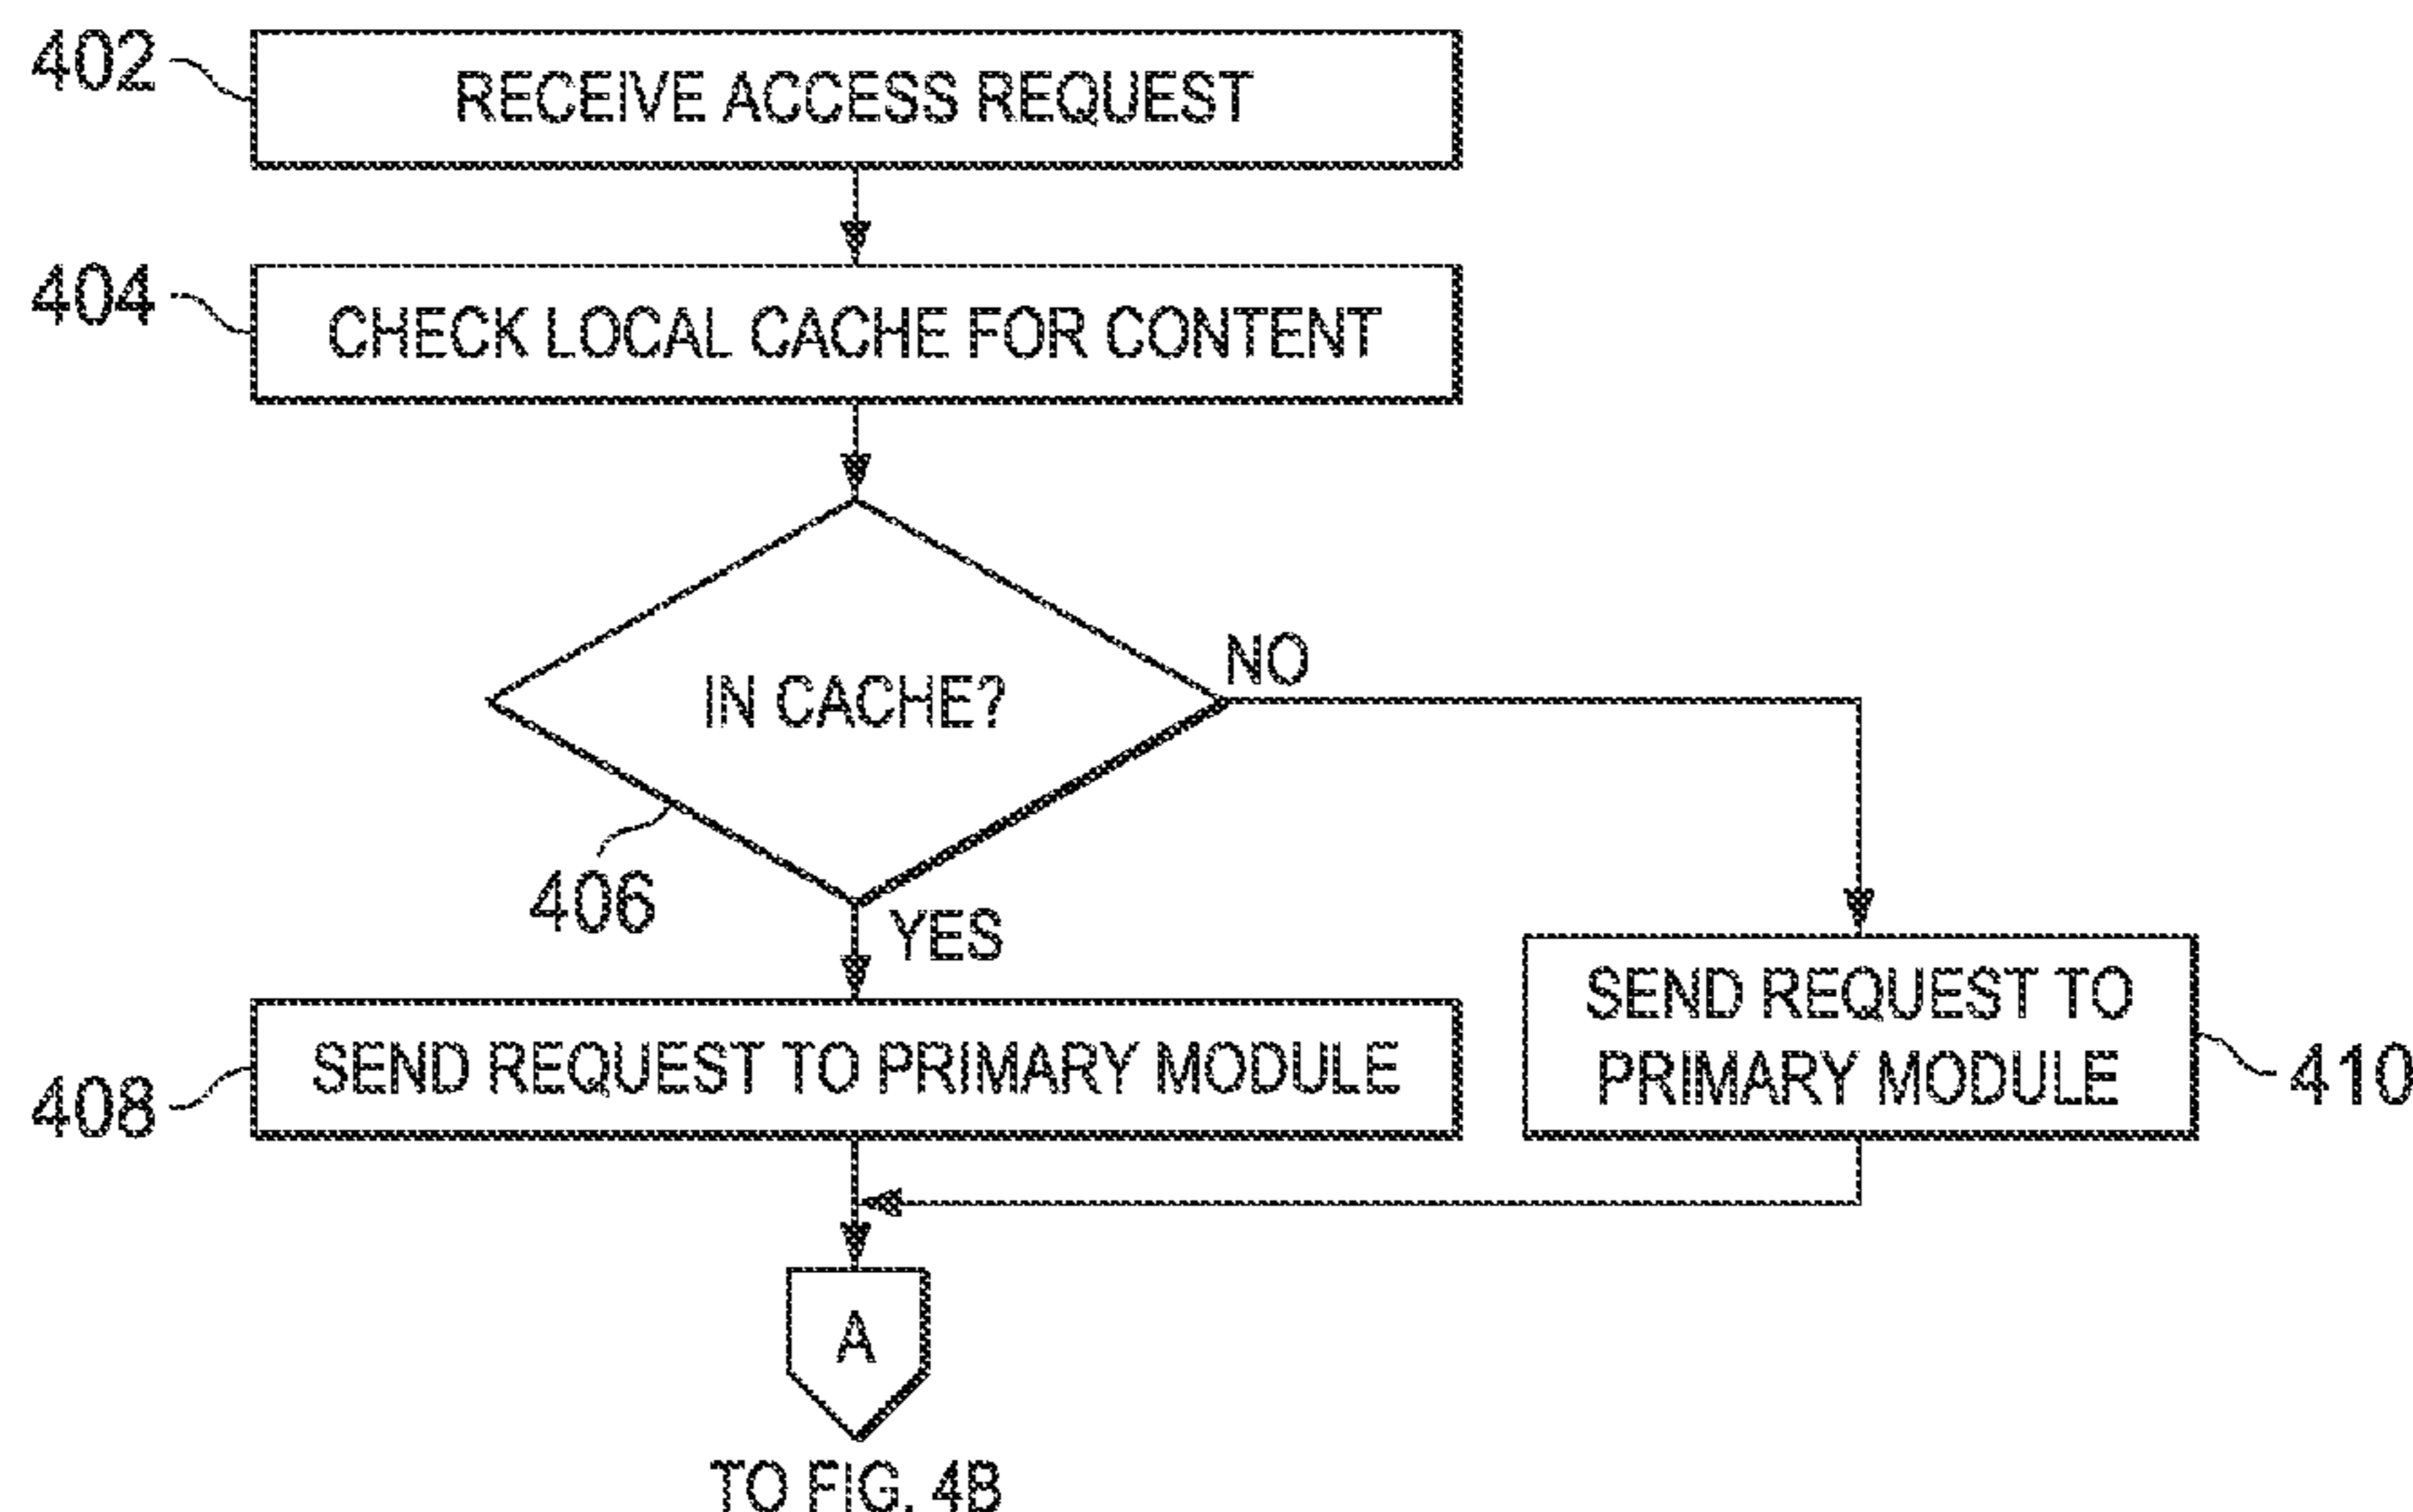 402
RECEIVE ACCESS REQUEST
404
CHECK LOCAL CACHE FOR CONTENT
IN CACHE?
NO
406
YES
408
SEND REQUEST TO PRIMARY MODULE
SEND REQUEST TO
PRIMARY MODULE
410
A
TO FIG. 4B